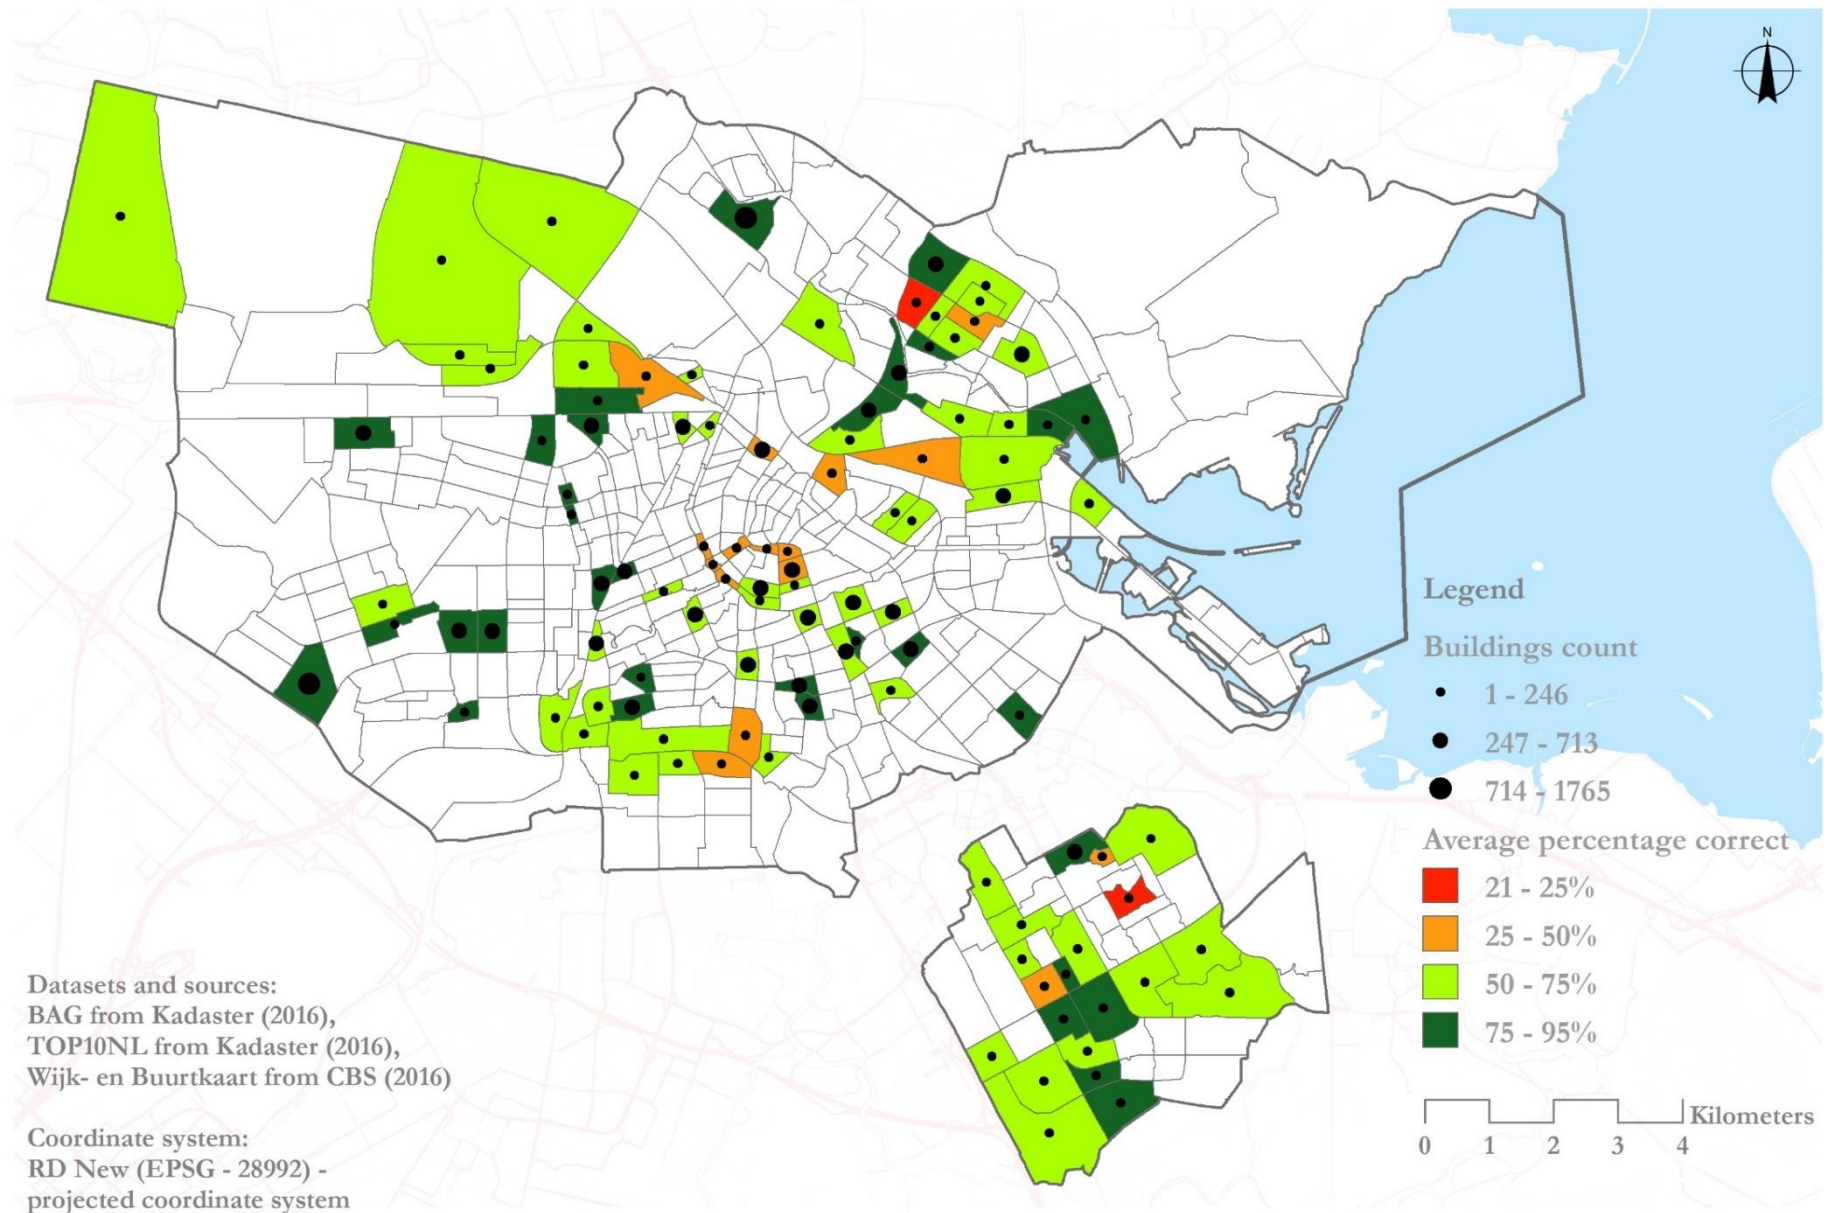 N
Legend
Buildings count
1 - 246
247 - 713
714 - 1765
Average percentage correct
21 - 25%
25 - 50%
50 - 75%
75 - 95%
Kilometers
0 1 2 3 4
Datasets and sources:
BAG from Kadaster (2016),
TOP10NL from Kadaster (2016),
Wijk- en Buurtkaart from CBS (2016)
Coordinate system:
RD New (EPSG - 28992) -
projected coordinate system